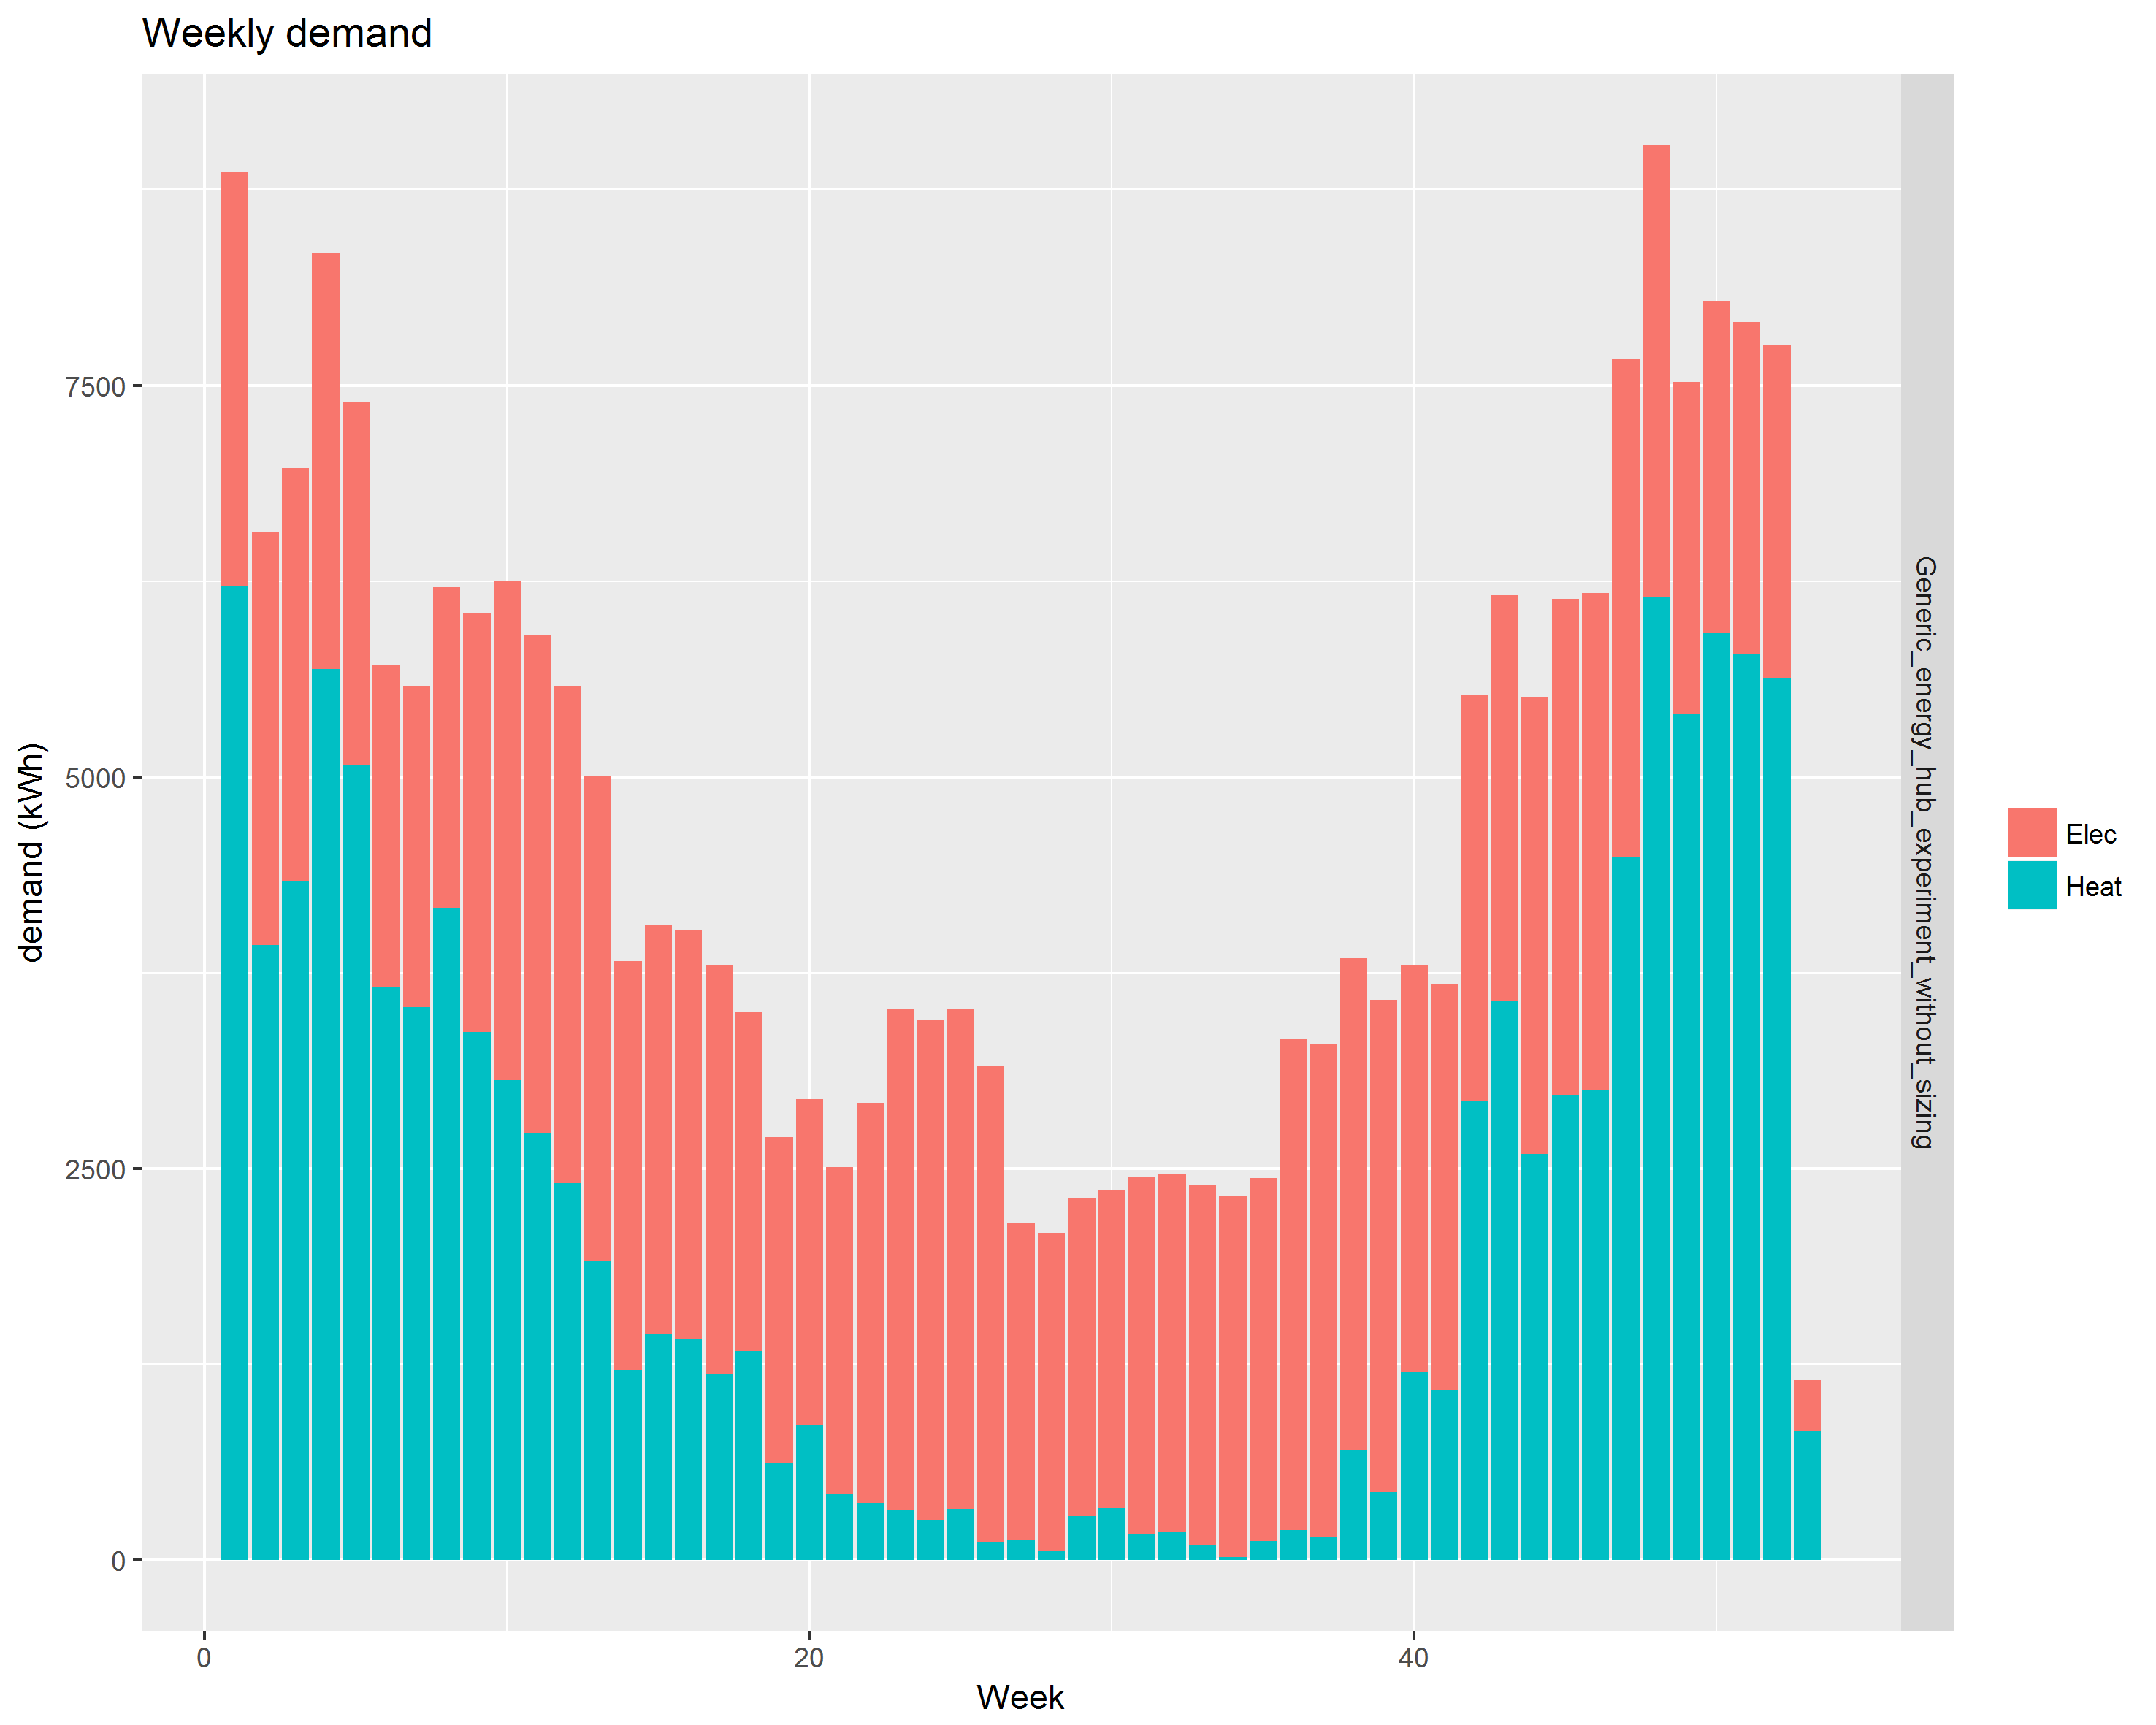 Weekly demand
7500
5000
2500
0
demand (kWh)
0
20
40
Week
Generic_energy_hub_experiment_without_sizing
Elec
Heat